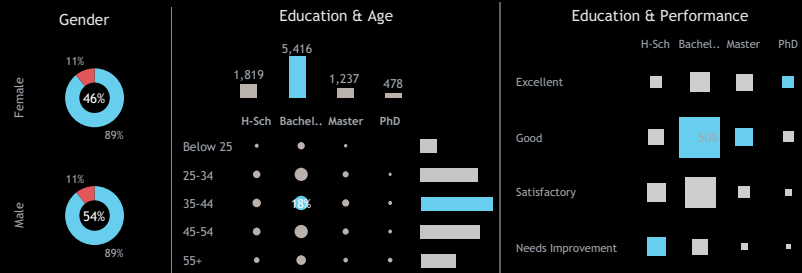 Gender
Female
11%
46%
89%
Male
11%
54%
89%
Education & Age
1,819
5,416
1,237
478
H-Sch Bachel.. Master PhD
Below 25
25-34
35-44
18%
45-54
55+
Education & Performance
H-Sch Bachel.. Master PhD
Excellent
Good
50%
Satisfactory
Needs Improvement